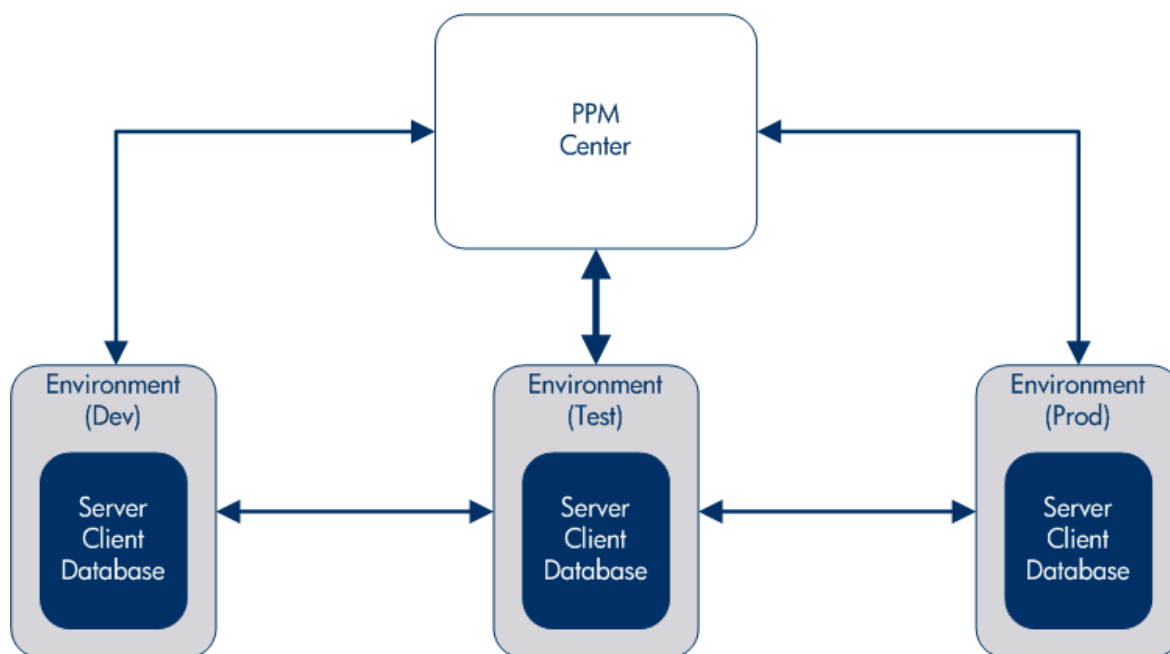 PPM
Center
Environment
(Dev)
Server
Client
Database
Environment
(Test)
Server
Client
Database
Environment
(Prod)
Server
Client
Database